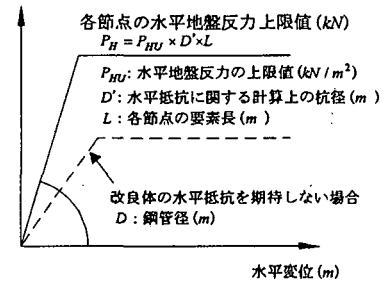 各節点の水平地盤反力上限値(kN)
P_H = P_HU × D'× L
P_HU: 水平地盤反力の上限値(kN/m²)
D': 水平抵抗に関する計算上の杭径(m)
L : 各節点の要素長(m)
改良体の水平抵抗を期待しない場合
D : 鋼管径(m)
水平変位(m)